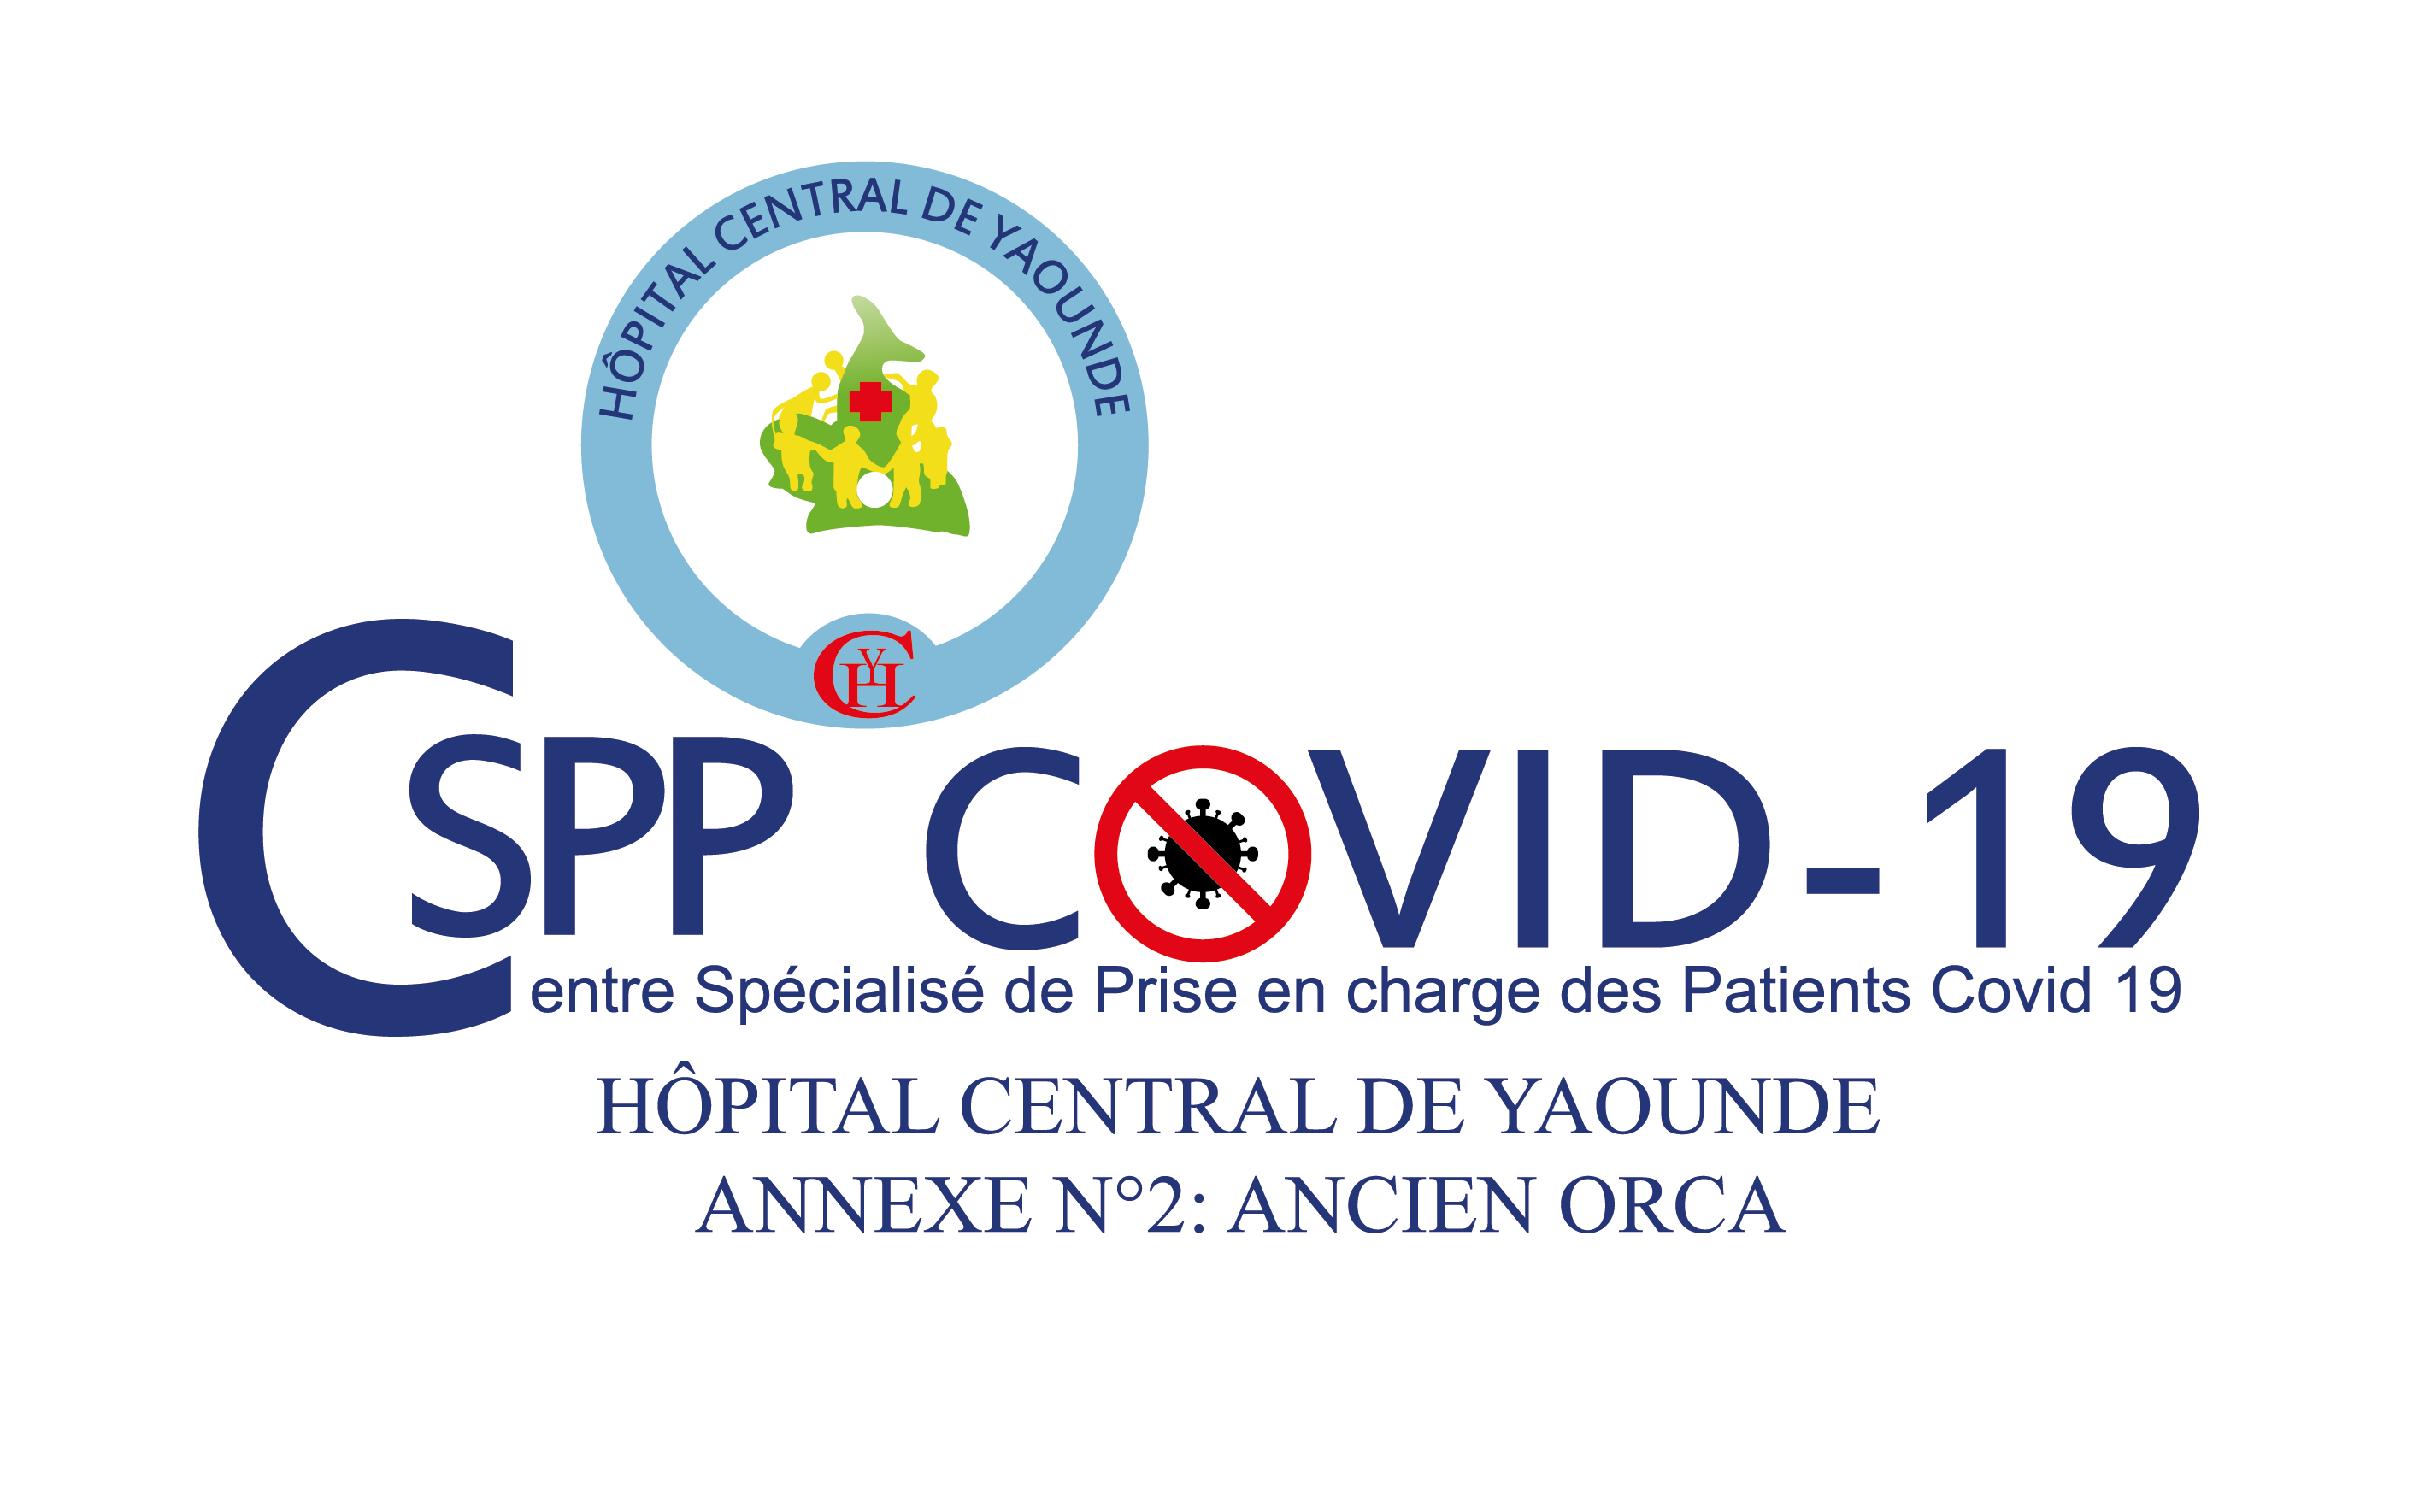 HÔPITAL CENTRAL DE YAOUNDE
CHY
CSPP COVID-19
Centre Spécialisé de Prise en charge des Patients Covid 19
HÔPITAL CENTRAL DE YAOUNDE
ANNEXE N°2: ANCIEN ORCA